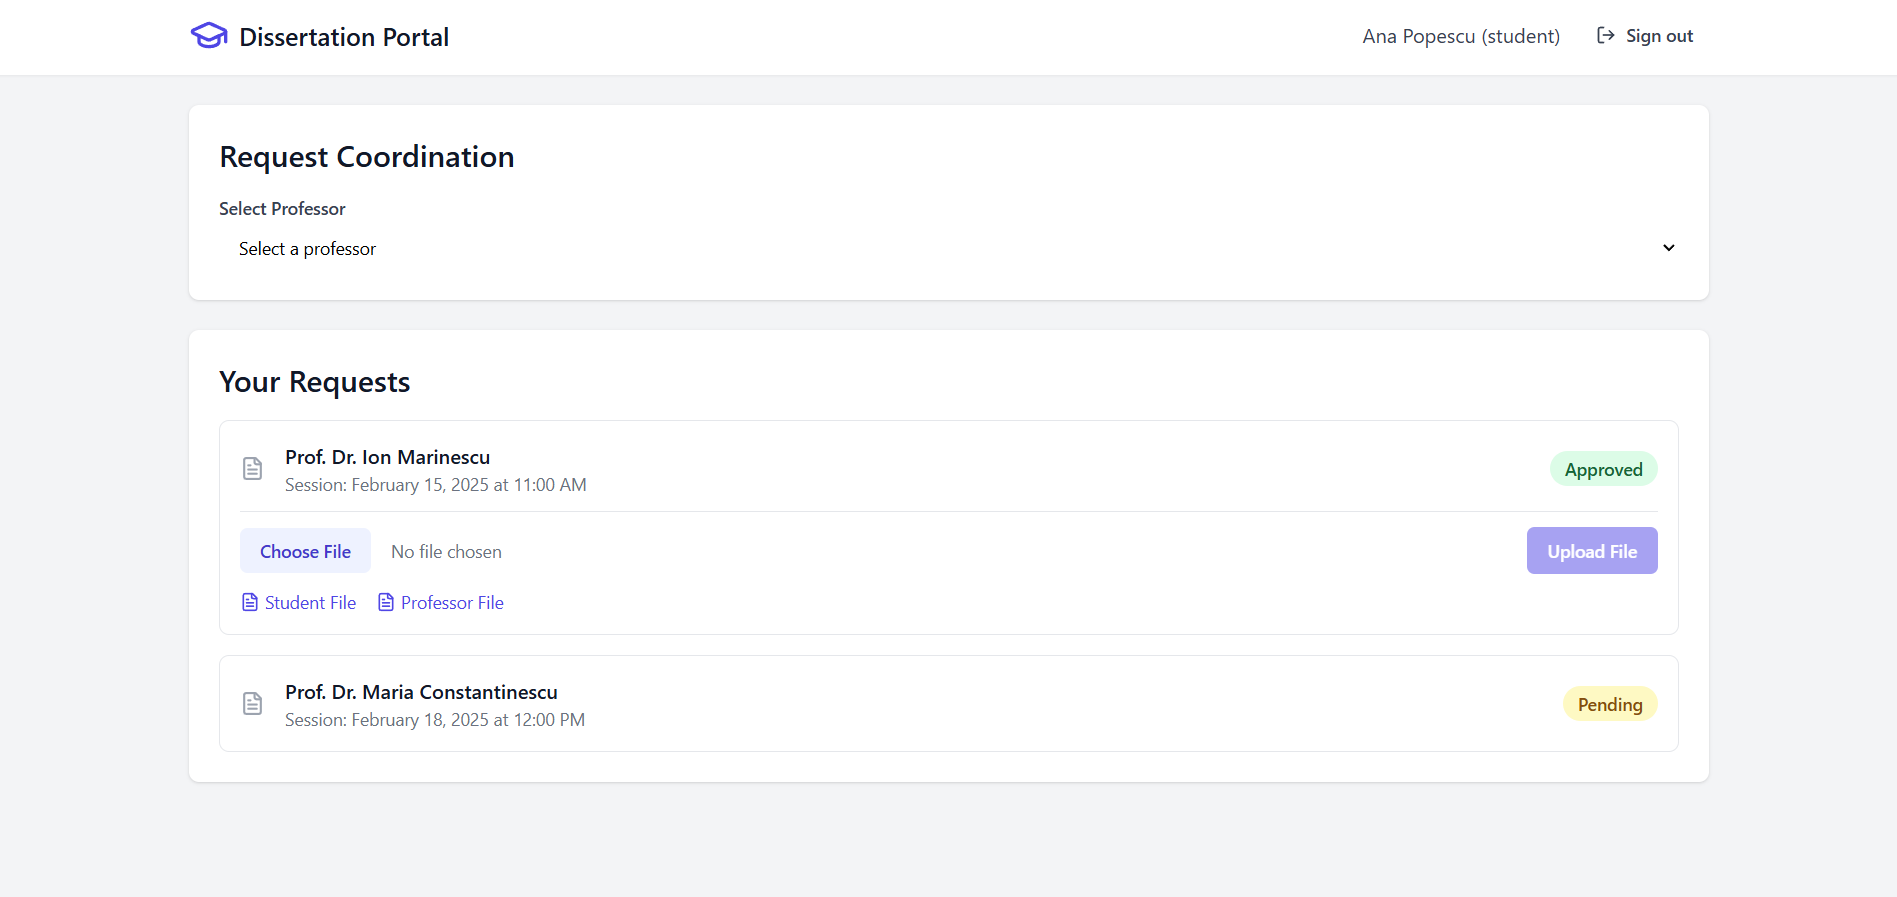 Dissertation Portal
Ana Popescu (student)
Sign out
Request Coordination
Select Professor
Select a professor
Your Requests
Prof. Dr. Ion Marinescu
Session: February 15, 2025 at 11:00 AM
Approved
Choose File
No file chosen
Upload File
Student File
Professor File
Prof. Dr. Maria Constantinescu
Session: February 18, 2025 at 12:00 PM
Pending